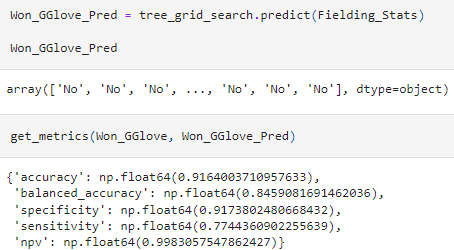 Won_GGlove_Pred = tree_grid_search.predict(Fielding_Stats)
Won_GGlove_Pred
array(['No', 'No', 'No', ..., 'No', 'No', 'No'], dtype=object)
get_metrics(Won_GGlove, Won_GGlove_Pred)
{'accuracy': np.float64(0.9164003710957633),
'balanced_accuracy': np.float64(0.8459081691462036),
'specificity': np.float64(0.9173802480668432),
'sensitivity': np.float64(0.7744360902255639),
'npv': np.float64(0.9983057547862427)}